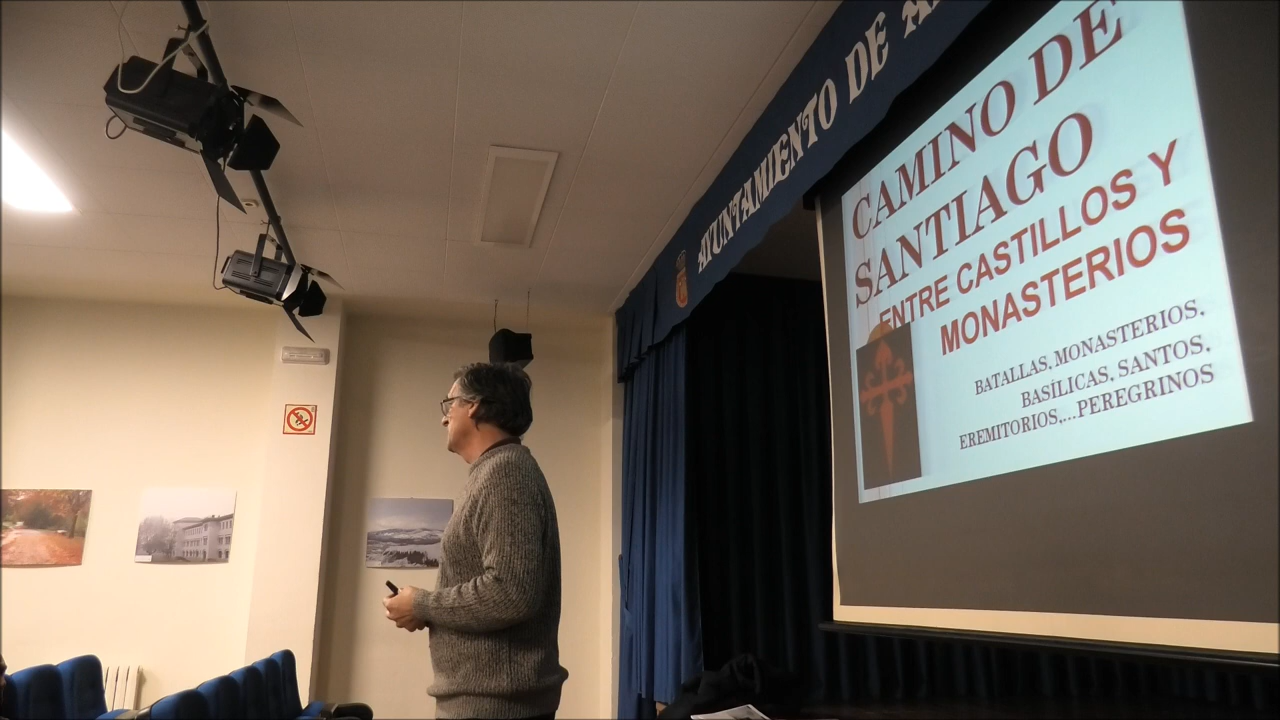 AYUNTAMIENTO DE
CAMINO DE
SANTIAGO
ENTRE CASTILLOS Y
MONASTERIOS
BATALLAS, MONASTERIOS,
BASÍLICAS, SANTOS,
EREMITORIOS,...PEREGRINOS